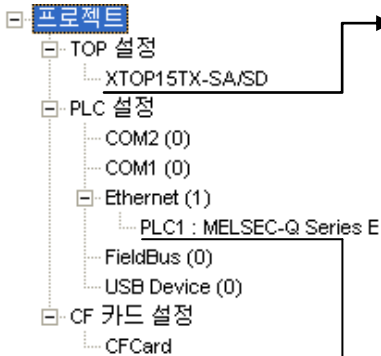 프로젝트
TOP 설정
XTOP15TX-SA/SD
PLC 설정
COM2 (0)
COM1 (0)
Ethernet (1)
PLC1 : MELSEC-Q Series E
FieldBus (0)
USB Device (0)
CF 카드 설정
CFCard